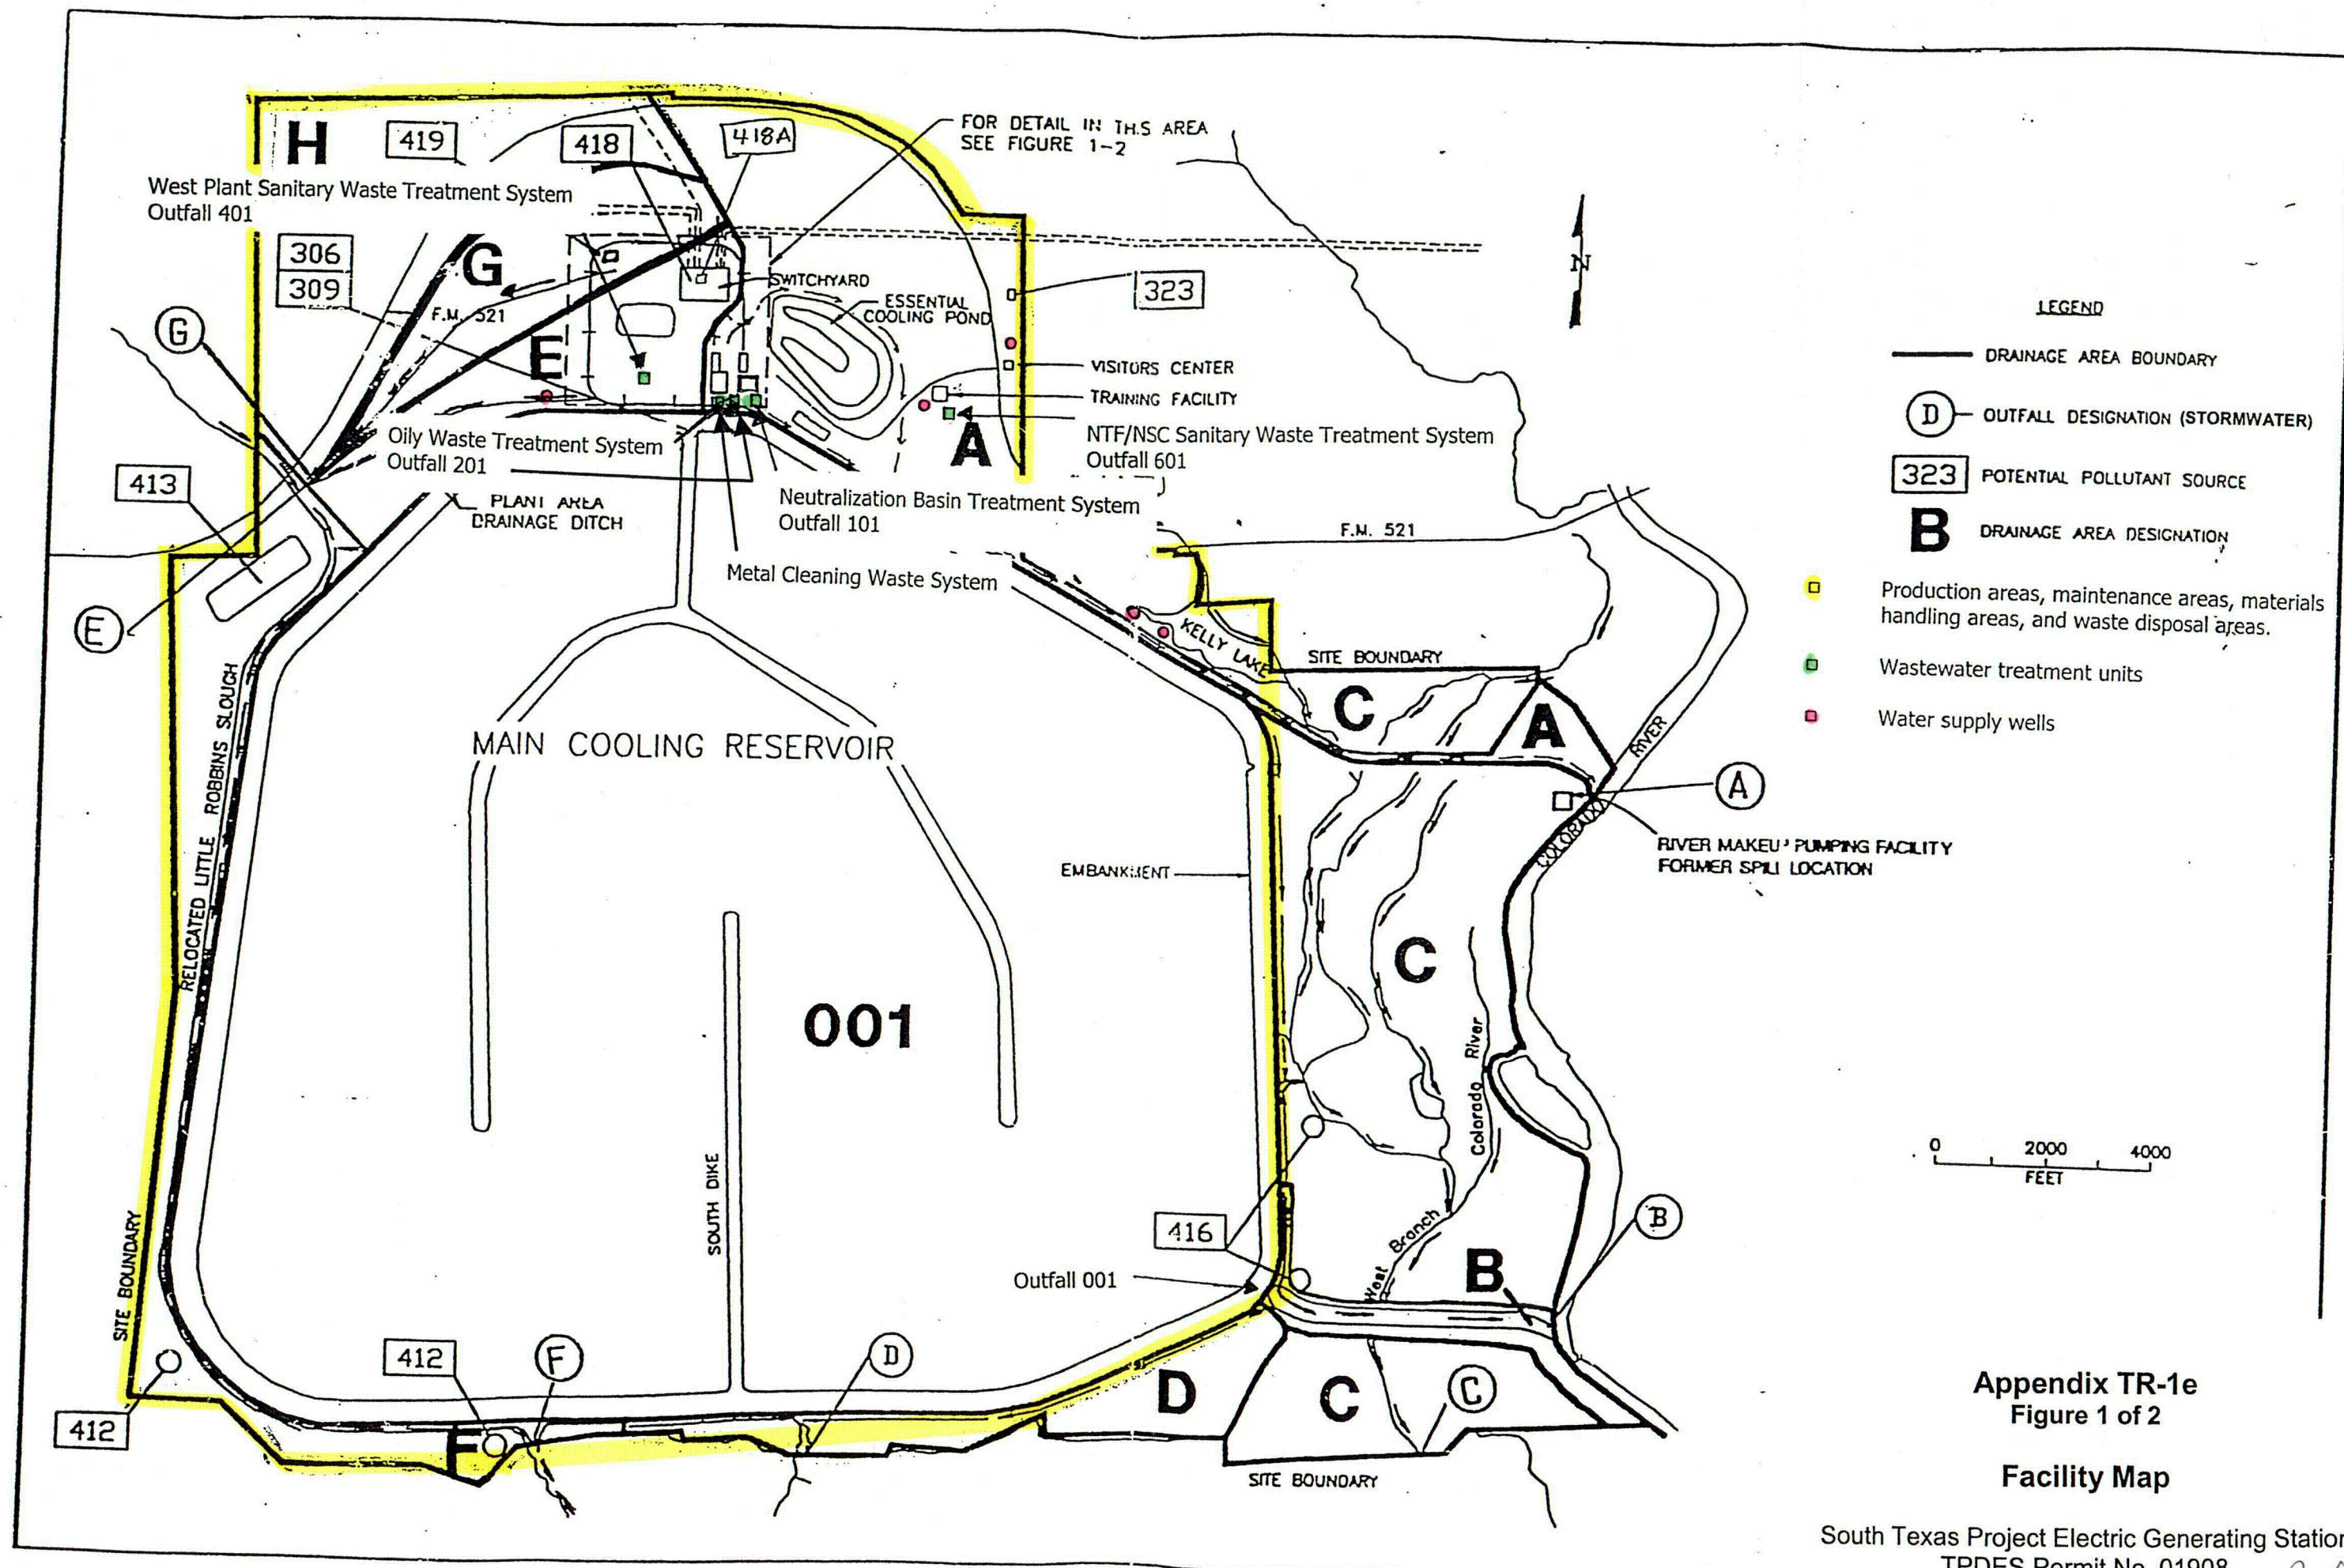 H
419
418
418A
FOR DETAIL IN TH.S AREA
SEE FIGURE 1-2
West Plant Sanitary Waste Treatment System
Outfall 401
306
309
G
F.M. 521
SWITCHYARD
ESSENTIAL
COOLING POND
323
N
G
E
VISITORS CENTER
TRAINING FACILITY
A
NTF/NSC Sanitary Waste Treatment System
Outfall 601
Oily Waste Treatment System
Outfall 201
413
PLANT AREA
DRAINAGE DITCH
Neutralization Basin Treatment System
Outfall 101
Metal Cleaning Waste System
F.M. 521
E
KELLY LAKE
SITE BOUNDARY
C
A
RIVER
COLORADO
A
RIVER MAKEU' PUMPING FACILITY
FORMER SPILL LOCATION
MAIN COOLING RESERVOIR
RELOCATED LITTLE ROBBINS SLOUGH
EMBANKMENT
C
001
Colorado River
West Branch
SOUTH DIKE
SITE BOUNDARY
416
Outfall 001
B
B
412
F
D
412
F
D
C
C
SITE BOUNDARY
LEGEND
DRAINAGE AREA BOUNDARY
D OUTFALL DESIGNATION (STORMWATER)
323 POTENTIAL POLLUTANT SOURCE
B DRAINAGE AREA DESIGNATION
Production areas, maintenance areas, materials
handling areas, and waste disposal areas.
Wastewater treatment units
Water supply wells
0 2000 4000
FEET
Appendix TR-1e
Figure 1 of 2
Facility Map
South Texas Project Electric Generating Station
TPDES Permit No. 01908